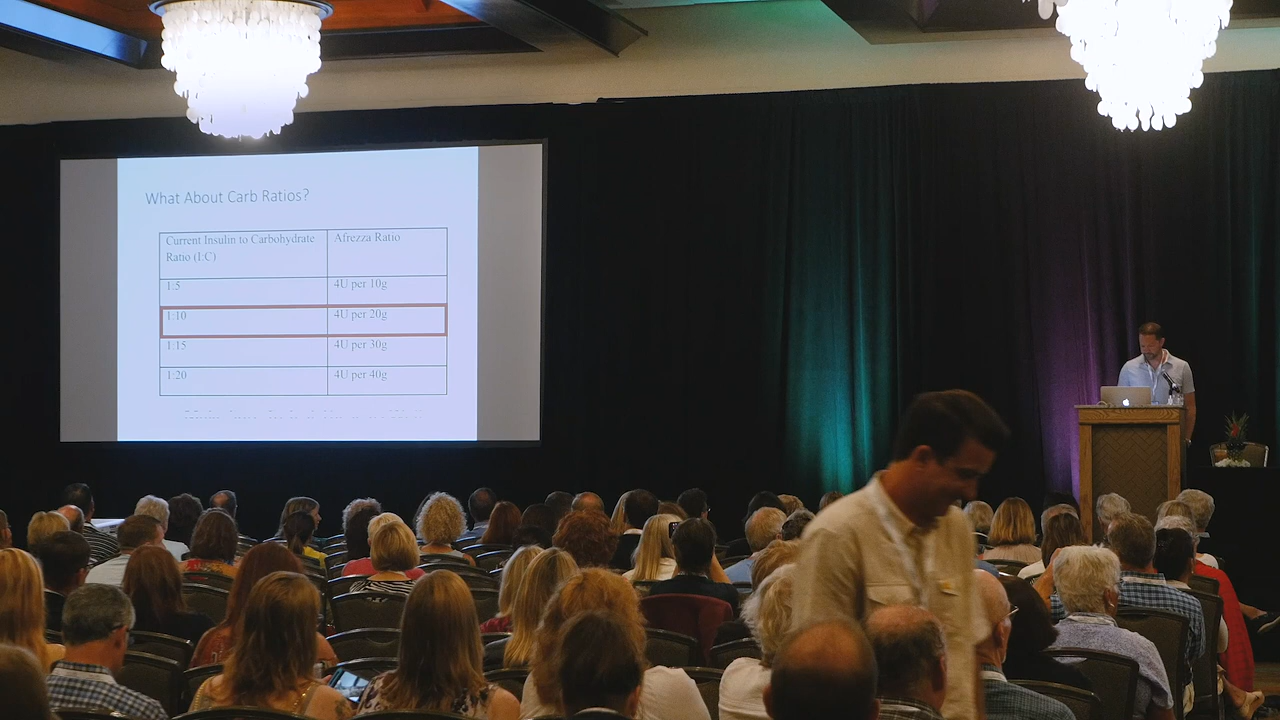 What About Carb Ratios?
Current Insulin to Carbohydrate Afrezza Ratio
Ratio (I:C)
1:5 4U per 10g
1:10 4U per 20g
1:15 4U per 30g
1:20 4U per 40g